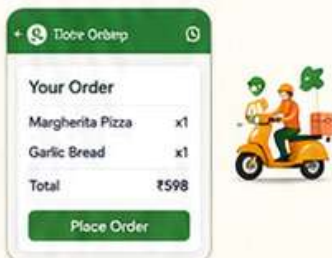 Your Order
Margherita Pizza x1
Garlic Bread x1
Total ₹598
Place Order